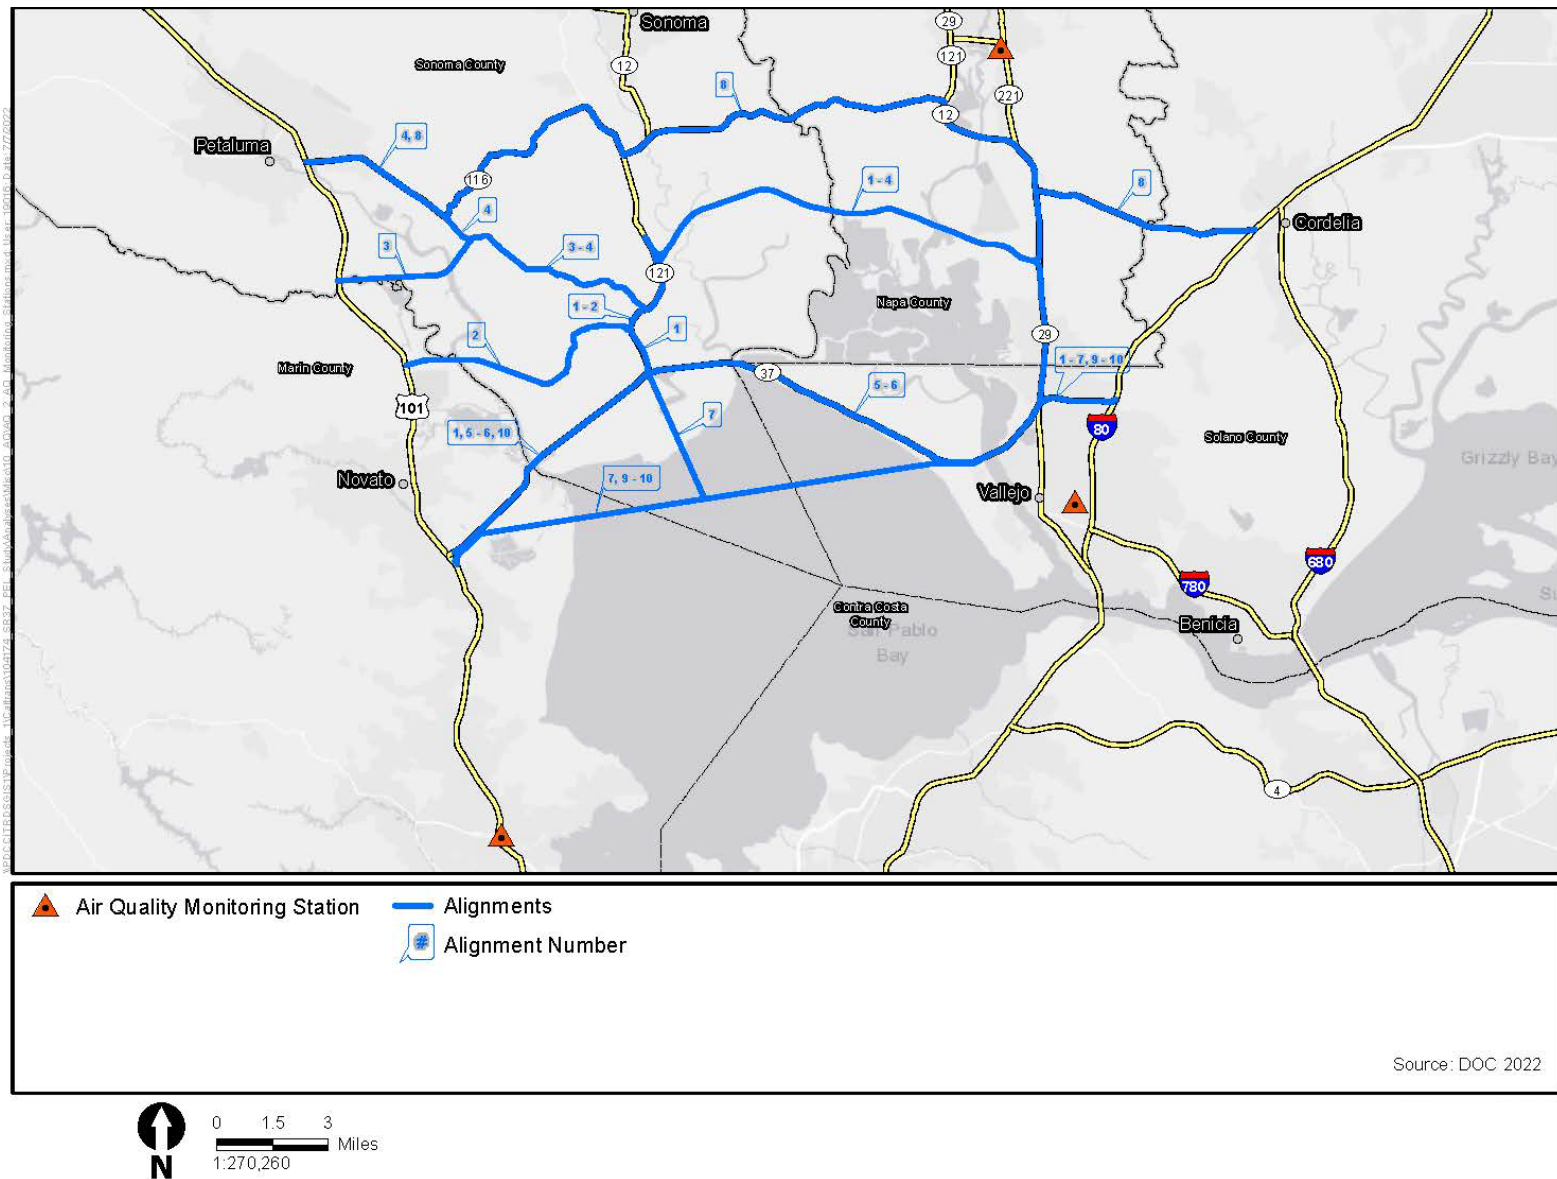 Sonoma
29
Sonoma County
12
121
8
221
12
4, 8
Petaluma
116
1 - 4
8
4
Cordelia
3
3 - 4
121
Napa County
1 - 2
1
29
2
1 - 7, 9 - 10
Marin County
37
5 - 6
101
7
80
1, 5 - 6, 10
Solano County
Grizzly Bay
7, 9 - 10
Novato
Vallejo
680
780
Contra Costa
County
Benicia
San Pablo
Bay
4
Air Quality Monitoring Station
Alignments
#
Alignment Number
Source: DOC 2022
0 1.5 3
Miles
1:270,260
N